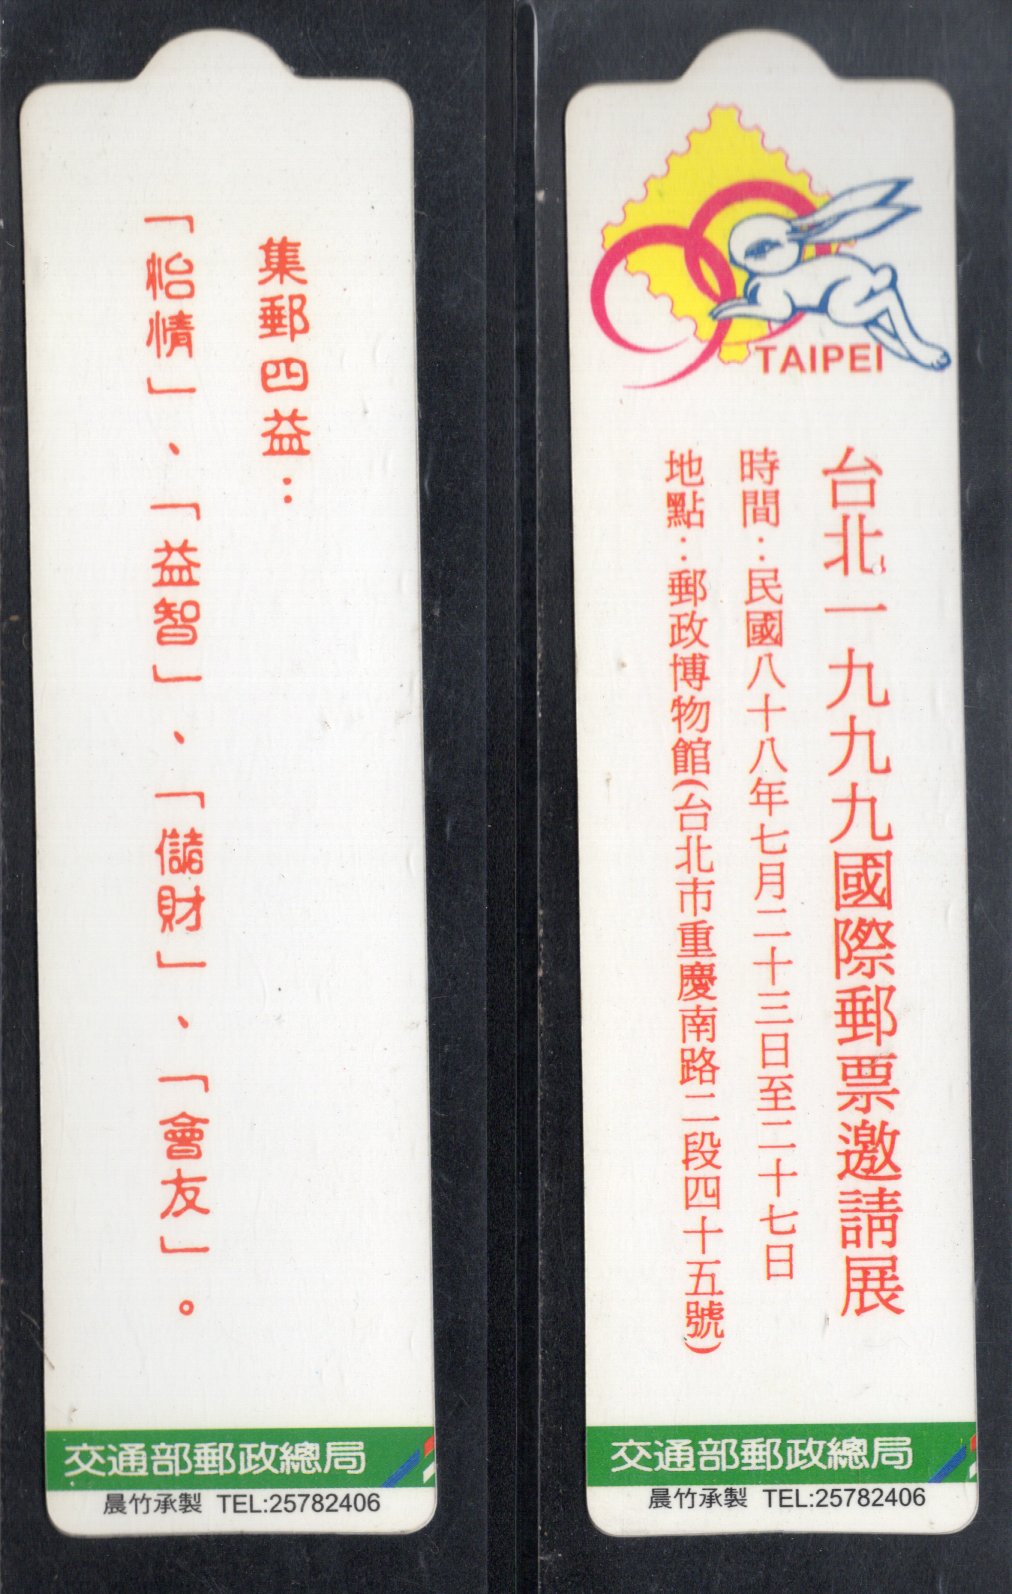 集郵四益：
「怡情」、「益智」、「儲財」、「會友」。
交通部郵政總局
晨竹承製 TEL:25782406
TAIPEI
台北一九九九國際郵票邀請展
時間：民國八十八年七月二十三日至二十七日
地點：郵政博物館(台北市重慶南路二段四十五號)
交通部郵政總局
晨竹承製 TEL:25782406